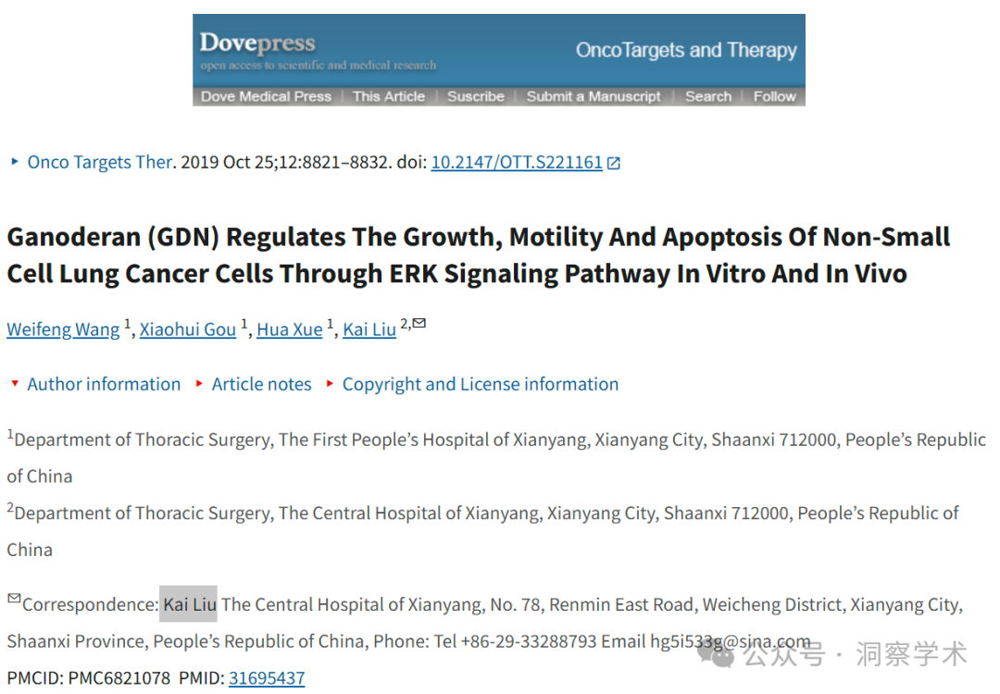 Dovepress
open access to scientific and medical research
OncoTargets and Therapy
Dove Medical Press | This Article | Suscribe | Submit a Manuscript | Search | Follow
Onco Targets Ther. 2019 Oct 25;12:8821–8832. doi: 10.2147/OTT.S221161
Ganoderan (GDN) Regulates The Growth, Motility And Apoptosis Of Non-Small
Cell Lung Cancer Cells Through ERK Signaling Pathway In Vitro And In Vivo
Weifeng Wang 1, Xiaohui Gou 1, Hua Xue 1, Kai Liu 2,✉
Author information Article notes Copyright and License information
1Department of Thoracic Surgery, The First People’s Hospital of Xianyang, Xianyang City, Shaanxi 712000, People’s Republic
of China
2Department of Thoracic Surgery, The Central Hospital of Xianyang, Xianyang City, Shaanxi 712000, People’s Republic of
China
✉Correspondence: Kai Liu The Central Hospital of Xianyang, No. 78, Renmin East Road, Weicheng District, Xianyang City,
Shaanxi Province, People’s Republic of China, Phone: Tel +86-29-33288793 Email hg5i533g@sina.com
公众号 · 洞察学术
PMCID: PMC6821078 PMID: 31695437